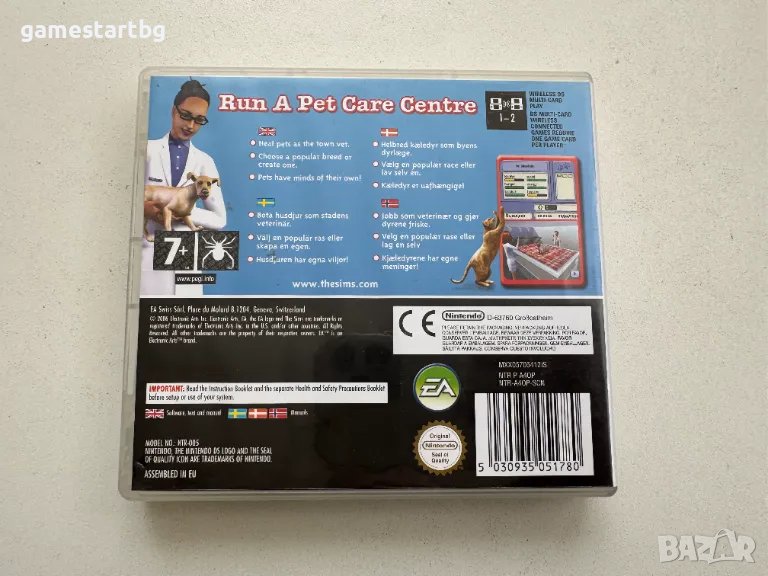 gamestartbg
Run A Pet Care Centre
1-2
WIRELESS DS
MULTI-CARD
PLAY
DS MULTI-CARD
WIRELESS
CONNECTED
GAMES REQUIRE
ONE GAME CARD
PER PLAYER
Heal pets as the town vet.
Choose a popular breed or
create one.
Pets have minds of their own!
Helbred kæledyr som byens
dyrlæge.
Vælg en populær race eller
lav selv én.
Kæledyr er uafhængige!
Bota husdjur som stadens
veterinär.
Välj en populär ras eller
skapa en egen.
Husdjuren har egna viljor!
Jobb som veterinær og gjør
dyrene friske.
Velg en populær rase eller
lag en selv
Kjæledyrene har egne
meninger!
7+
www.pegi.info
www.thesims.com
EA Swiss Sàrl, Place du Molard 8,1204, Geneva, Switzerland
Electronic Arts™ brand.
CE
Nintendo D-63760 Großostheim
IMPORTANT: Read the Instruction Booklet and the separate Health and Safety Precautions Booklet
before setup or use of your system.
Software, text and manual
Manuals
EA
NTR-P-A4OP
NTR-A4OP-SCN
Original
Nintendo
Seal of
Quality
MODEL NO.: NTR-005
NINTENDO, THE NINTENDO DS LOGO AND THE SEAL
OF QUALITY ICON ARE TRADEMARKS OF NINTENDO.
ASSEMBLED IN EU
5 030935 051780
BAZAR